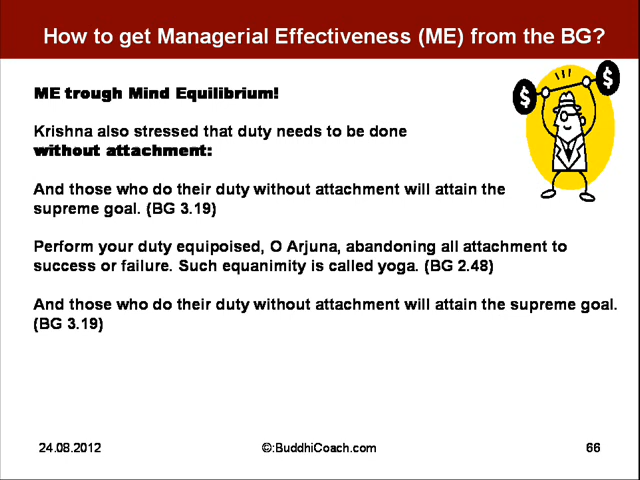 How to get Managerial Effectiveness (ME) from the BG?
ME trough Mind Equilibrium!
$ $
Krishna also stressed that duty needs to be done
without attachment:
And those who do their duty without attachment will attain the
supreme goal. (BG 3.19)
Perform your duty equipoised, O Arjuna, abandoning all attachment to
success or failure. Such equanimity is called yoga. (BG 2.48)
And those who do their duty without attachment will attain the supreme goal.
(BG 3.19)
24.08.2012 ©:BuddhiCoach.com 66